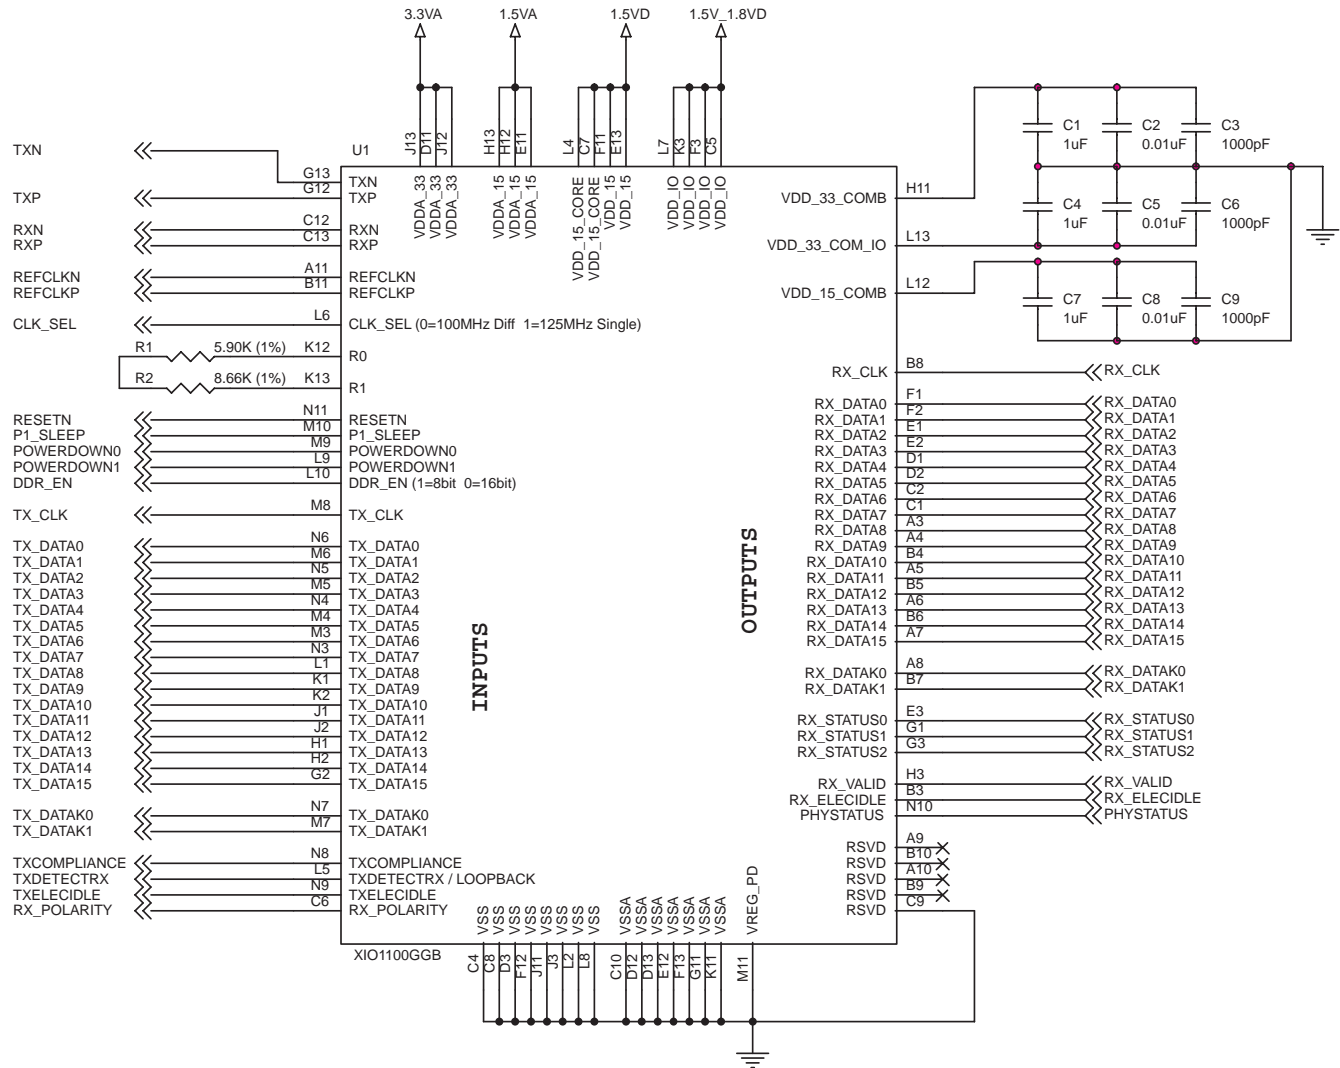 3.3VA 1.5VA 1.5VD 1.5V_1.8VD
J13 D11 J12 H13 H12 E11 L4 C7 F11 E13 L7 K3 F3 C5
VDDA_33 VDDA_33 VDDA_33 VDDA_15 VDDA_15 VDDA_15 VDD_15_CORE VDD_15_CORE VDD_15 VDD_15 VDD_IO VDD_IO VDD_IO VDD_IO
U1
TXN G13 TXN
TXP G12 TXP
RXN C12 RXN
RXP C13 RXP
REFCLKN A11 REFCLKN
REFCLKP B11 REFCLKP
CLK_SEL L6 CLK_SEL (0=100MHz Diff 1=125MHz Single)
R1 5.90K (1%) K12 R0
R2 8.66K (1%) K13 R1
RESETN N11 RESETN
P1_SLEEP M10 P1_SLEEP
POWERDOWN0 M9 POWERDOWN0
POWERDOWN1 L9 POWERDOWN1
DDR_EN L10 DDR_EN (1=8bit 0=16bit)
TX_CLK M8 TX_CLK
TX_DATA0 N6 TX_DATA0
TX_DATA1 M6 TX_DATA1
TX_DATA2 N5 TX_DATA2
TX_DATA3 M5 TX_DATA3
TX_DATA4 N4 TX_DATA4
TX_DATA5 M4 TX_DATA5
TX_DATA6 M3 TX_DATA6
TX_DATA7 N3 TX_DATA7
TX_DATA8 L1 TX_DATA8
TX_DATA9 K1 TX_DATA9
TX_DATA10 K2 TX_DATA10
TX_DATA11 J1 TX_DATA11
TX_DATA12 J2 TX_DATA12
TX_DATA13 H1 TX_DATA13
TX_DATA14 H2 TX_DATA14
TX_DATA15 G2 TX_DATA15
TX_DATAK0 N7 TX_DATAK0
TX_DATAK1 M7 TX_DATAK1
TXCOMPLIANCE N8 TXCOMPLIANCE
TXDETECTRX L5 TXDETECTRX / LOOPBACK
TXELECIDLE N9 TXELECIDLE
RX_POLARITY C6 RX_POLARITY
INPUTS
OUTPUTS
VDD_33_COMB H11
VDD_33_COM_IO L13
VDD_15_COMB L12
C1 1uF
C2 0.01uF
C3 1000pF
C4 1uF
C5 0.01uF
C6 1000pF
C7 1uF
C8 0.01uF
C9 1000pF
RX_CLK B8 RX_CLK
RX_DATA0 F1 RX_DATA0
RX_DATA1 F2 RX_DATA1
RX_DATA2 E1 RX_DATA2
RX_DATA3 E2 RX_DATA3
RX_DATA4 D1 RX_DATA4
RX_DATA5 D2 RX_DATA5
RX_DATA6 C2 RX_DATA6
RX_DATA7 C1 RX_DATA7
RX_DATA8 A3 RX_DATA8
RX_DATA9 A4 RX_DATA9
RX_DATA10 B4 RX_DATA10
RX_DATA11 A5 RX_DATA11
RX_DATA12 B5 RX_DATA12
RX_DATA13 A6 RX_DATA13
RX_DATA14 B6 RX_DATA14
RX_DATA15 A7 RX_DATA15
RX_DATAK0 A8 RX_DATAK0
RX_DATAK1 B7 RX_DATAK1
RX_STATUS0 E3 RX_STATUS0
RX_STATUS1 G1 RX_STATUS1
RX_STATUS2 G3 RX_STATUS2
RX_VALID H3 RX_VALID
RX_ELECIDLE B3 RX_ELECIDLE
PHYSTATUS N10 PHYSTATUS
RSVD A9
RSVD B10
RSVD A10
RSVD B9
RSVD C9
VSS VSS VSS VSS VSS VSS VSS VSS VSSA VSSA VSSA VSSA VSSA VSSA VSSA VREG_PD
XIO1100GGB
C4 C8 D3 F12 J11 J3 L2 L8 C10 D12 D13 E12 F13 G11 K11 M11